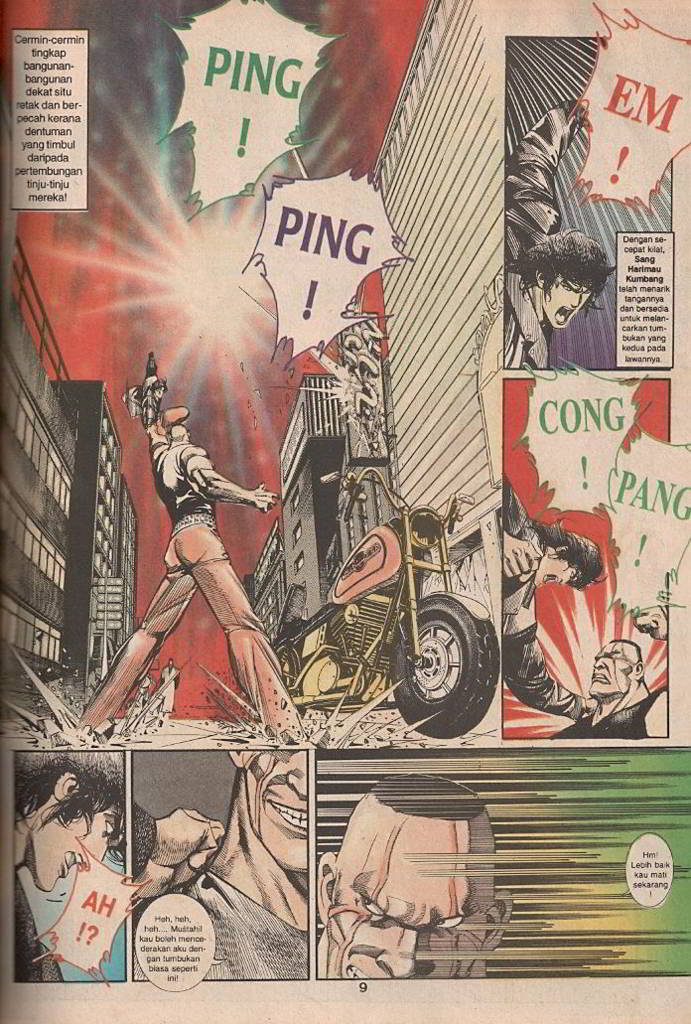 Cermin-cermin
tingkap
bangunan-
bangunan
dekat situ
retak dan ber-
pecah kerana
dentuman
yang timbul
daripada
pertembungan
tinju-tinju
mereka!
PING
!
PING
!
EM
!
Dengan se-
cepat kilat,
Sang
Harimau
Kumbang
telah menarik
tangannya
dan bersedia
untuk melan-
carkan tum-
bukan yang
kedua pada
lawannya.
CONG
!
PANG
!
AH
!?
Heh, heh,
heh.... Mustahil
kau boleh mence-
derakan aku den-
gan tumbukan
biasa seperti
ini!
Hm!
Lebih baik
kau mati
sekarang
!
9